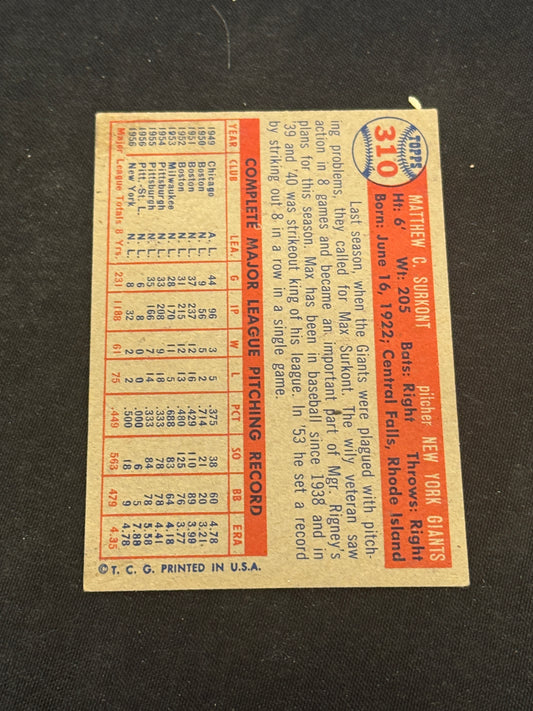 TOPPS
310
MATTHEW C. SURKONT pitcher NEW YORK GIANTS
Ht: 6' Wt: 205 Bats: Right Throws: Right
Born: June 16, 1922; Central Falls, Rhode Island
Last season, when the Giants were plagued with pitch-
ing problems, they called for Max Surkont. The wily veteran saw
action in 8 games and became an important part of Mgr. Rigney's
plans for this season. Max has been in baseball since 1938 and in
'39 and '40 was strikeout king of his league. In '53 he set a record
by striking out 8 in a row in a single game.
COMPLETE MAJOR LEAGUE PITCHING RECORD
YEAR CLUB LEA. G IP W L PCT SO BB ERA
1949 Chicago A. L. 44 96 3 5 .375 38 60 4.78
1950 Boston N. L. 9 56 5 2 .714 21 20 3.21
1951 Boston N. L. 37 237 12 16 .429 110 89 3.99
1952 Boston N. L. 31 215 12 13 .480 125 76 3.77
1953 Milwaukee N. L. 28 170 11 5 .688 83 64 4.18
1954 Pittsburgh N. L. 33 208 9 18 .333 78 78 4.41
1955 Pittsburgh N. L. 35 166 7 14 .333 84 78 5.58
1956 Pitt.-St. L. N. L. 6 8 0 0 .000 6 5 7.88
1956 New York N. L. 8 32 2 2 .500 18 9 4.78
Major League Totals 8 Yrs. 231 1188 61 75 .449 563 479 4.35
© T. C. G. PRINTED IN U.S.A.